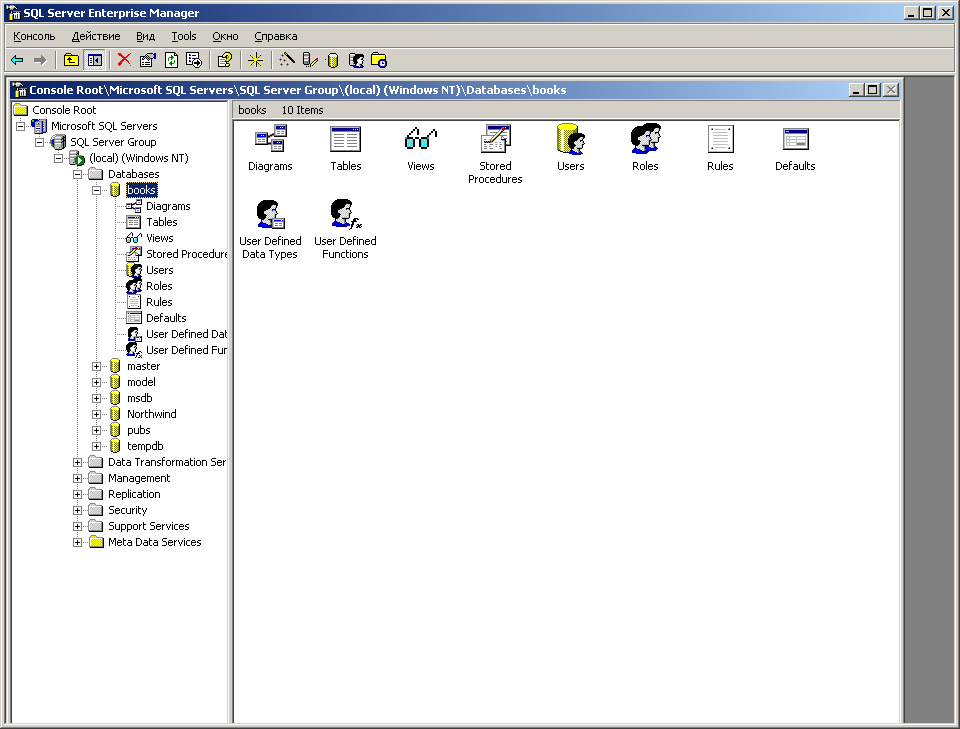 SQL Server Enterprise Manager
Консоль Действие Вид Tools Окно Справка
Console Root\Microsoft SQL Servers\SQL Server Group\(local) (Windows NT)\Databases\books
Console Root
Microsoft SQL Servers
SQL Server Group
(local) (Windows NT)
Databases
books
Diagrams
Tables
Views
Stored Procedure
Users
Roles
Rules
Defaults
User Defined Dat
User Defined Fur
master
model
msdb
Northwind
pubs
tempdb
Data Transformation Ser
Management
Replication
Security
Support Services
Meta Data Services
books 10 Items
Diagrams Tables Views Stored Users Roles Rules Defaults
Procedures
User Defined User Defined
Data Types Functions